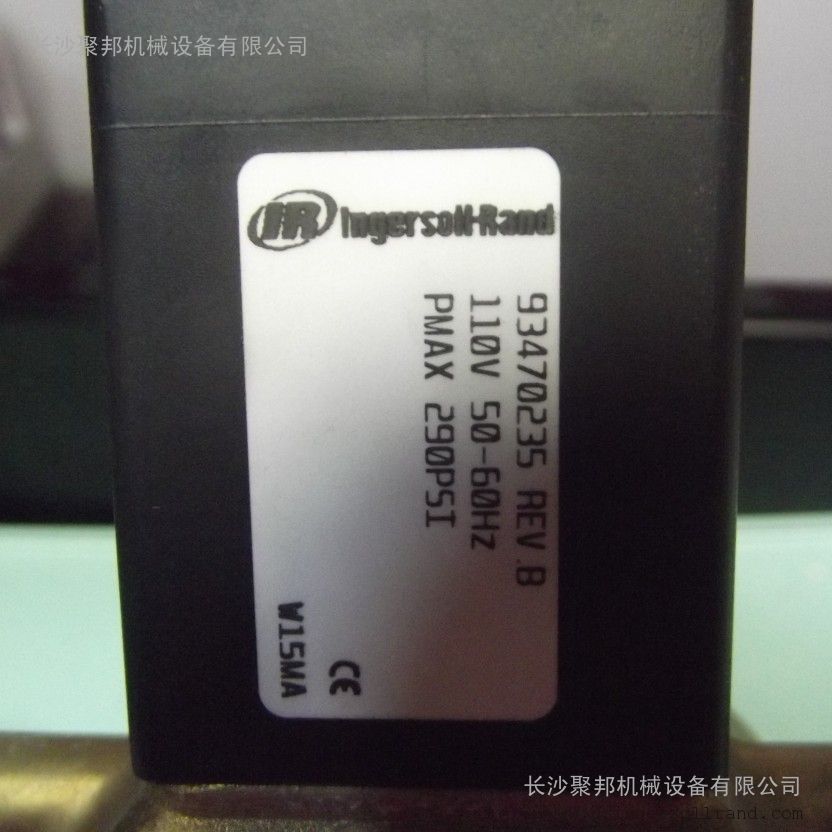 长沙聚邦机械设备有限公司
IR Ingersoll-Rand
93470235 REV.B
110V 50-60Hz
PMAX 290PSI
W15MA
CE
长沙聚邦机械设备有限公司